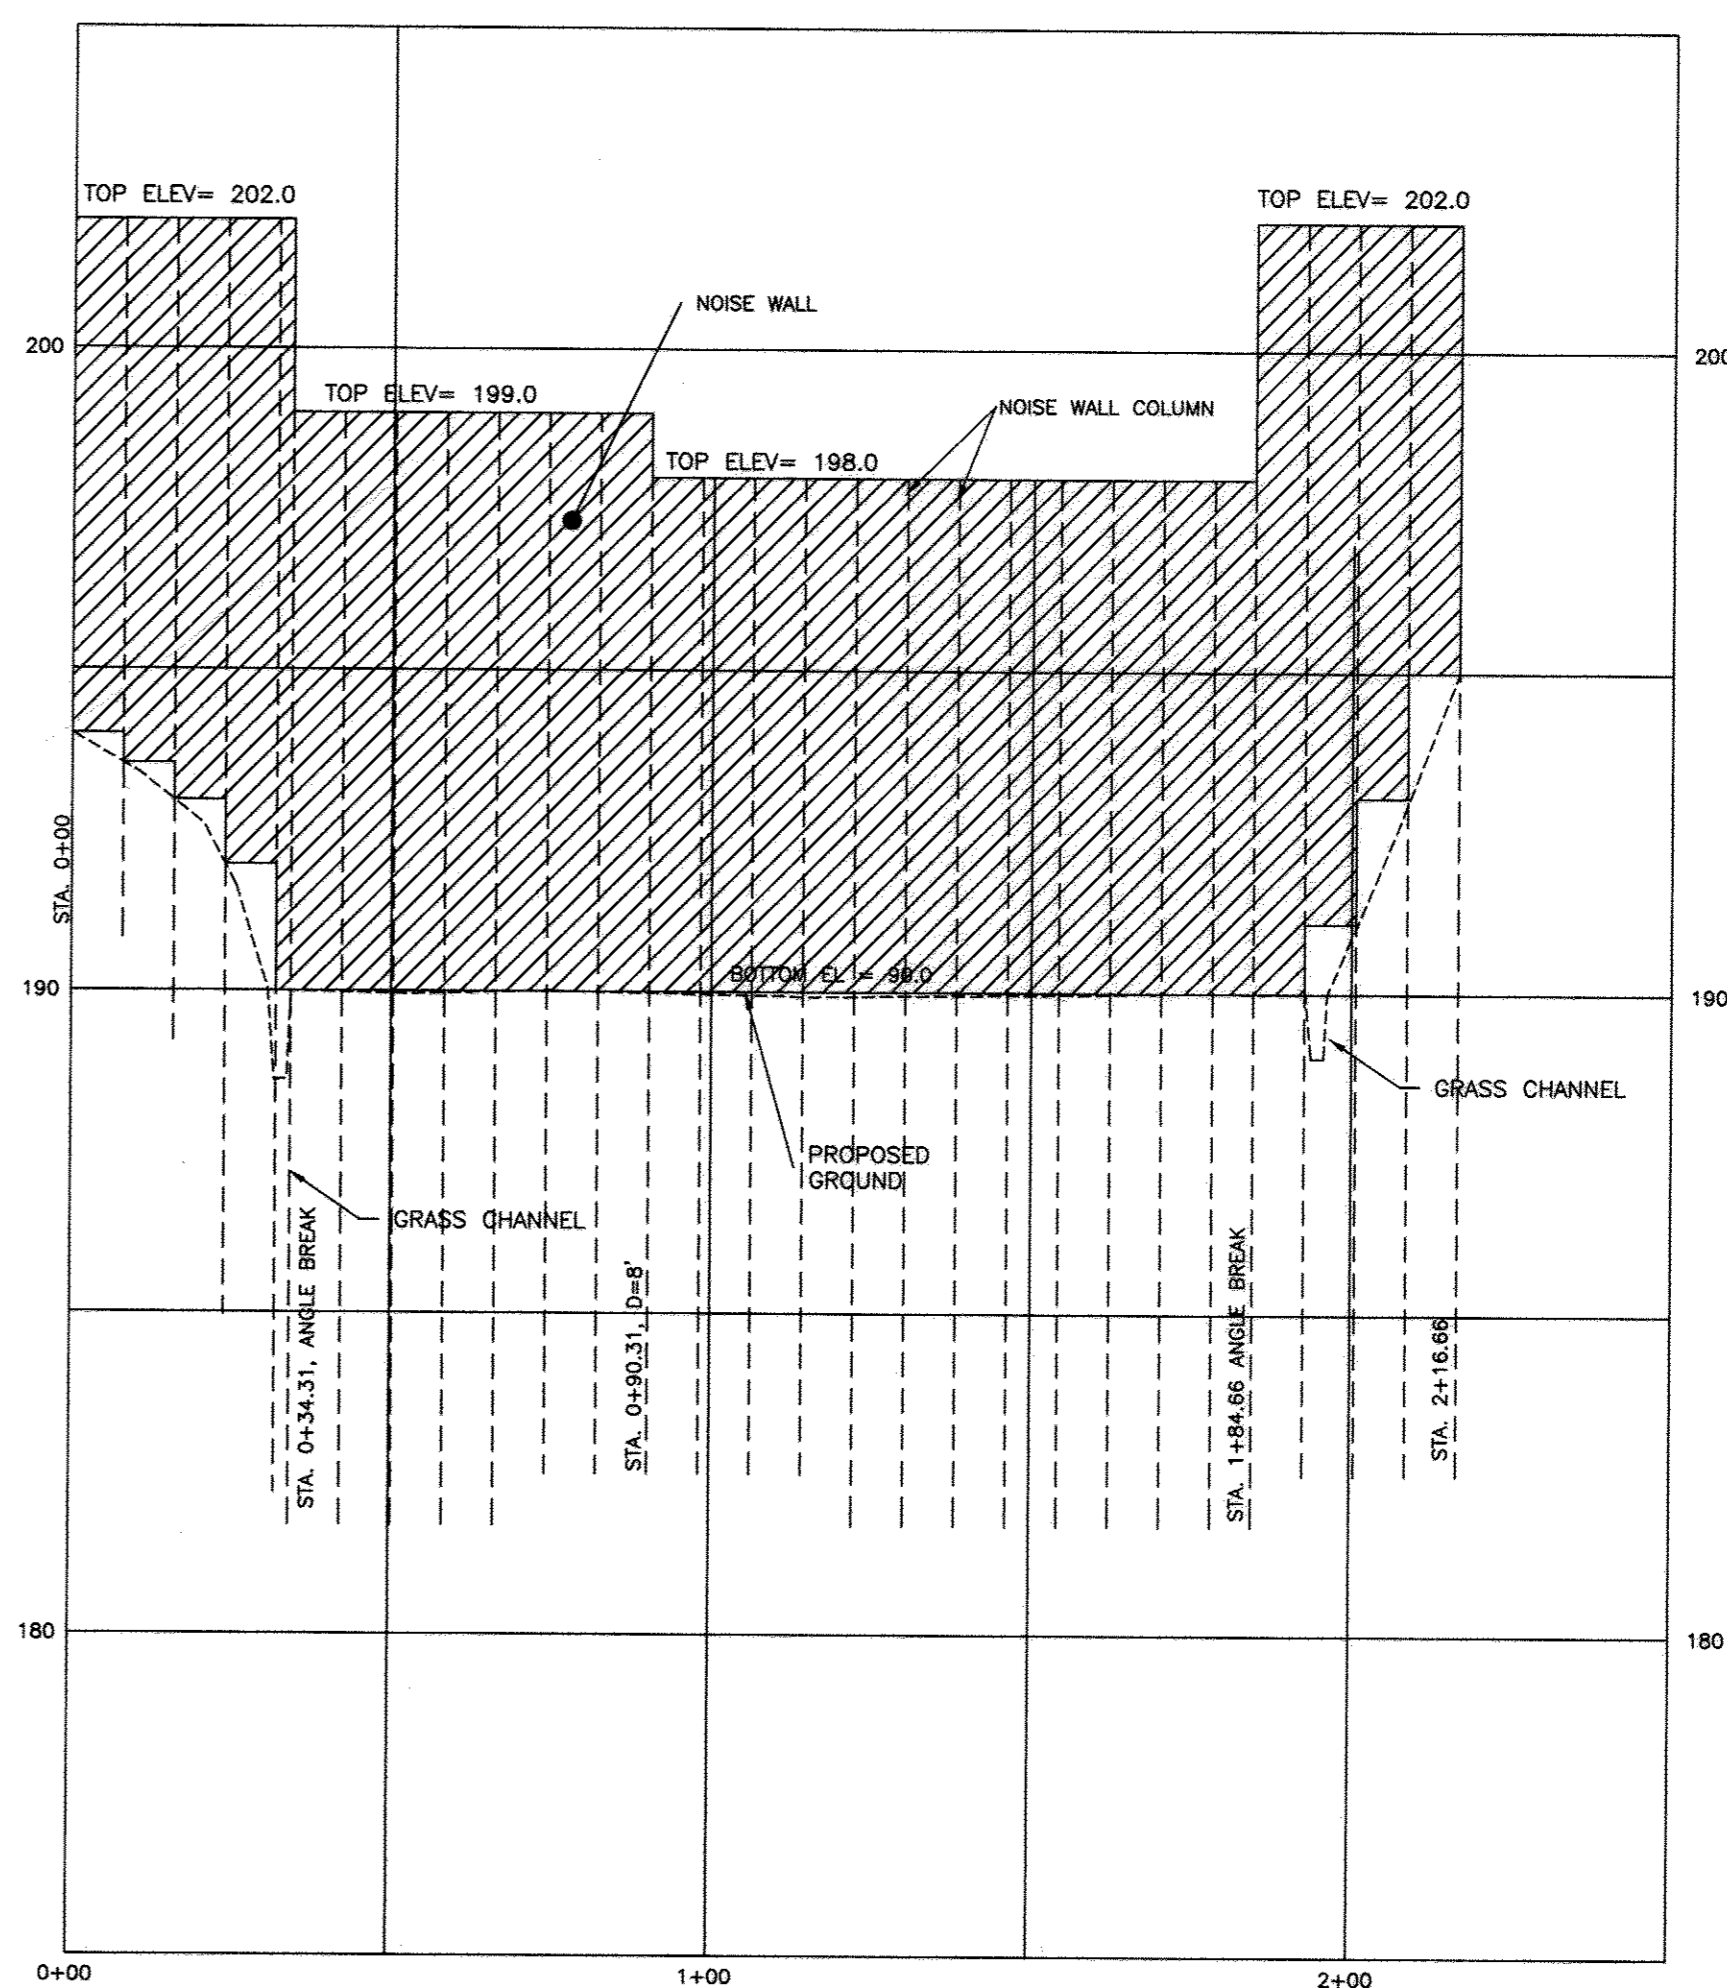 TOP ELEV= 202.0
TOP ELEV= 202.0
NOISE WALL
200
200
TOP ELEV= 199.0
NOISE WALL COLUMN
TOP ELEV= 198.0
STA. 0+00
BOTTOM EL = 90.0
190
190
GRASS CHANNEL
PROPOSED
GROUND
GRASS CHANNEL
STA. 0+34.31, ANGLE BREAK
STA. 0+90.31, D=8'
STA. 1+84.66 ANGLE BREAK
STA. 2+16.66
180
180
0+00
1+00
2+00